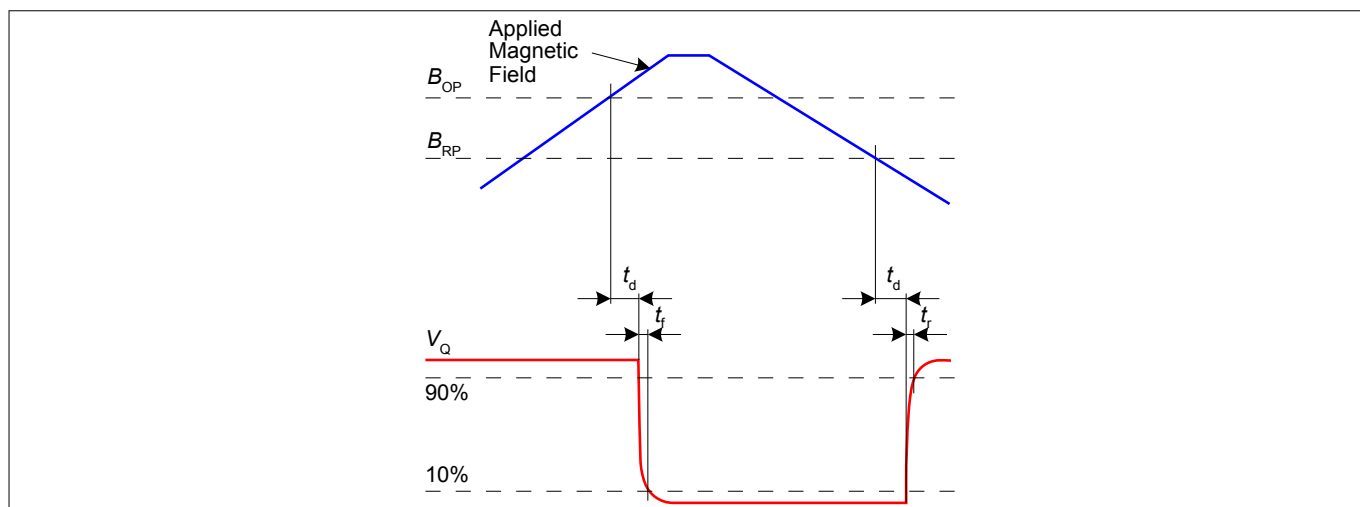 Applied
Magnetic
Field
BOP
BRP
td
td
tf
tr
VQ
90%
10%